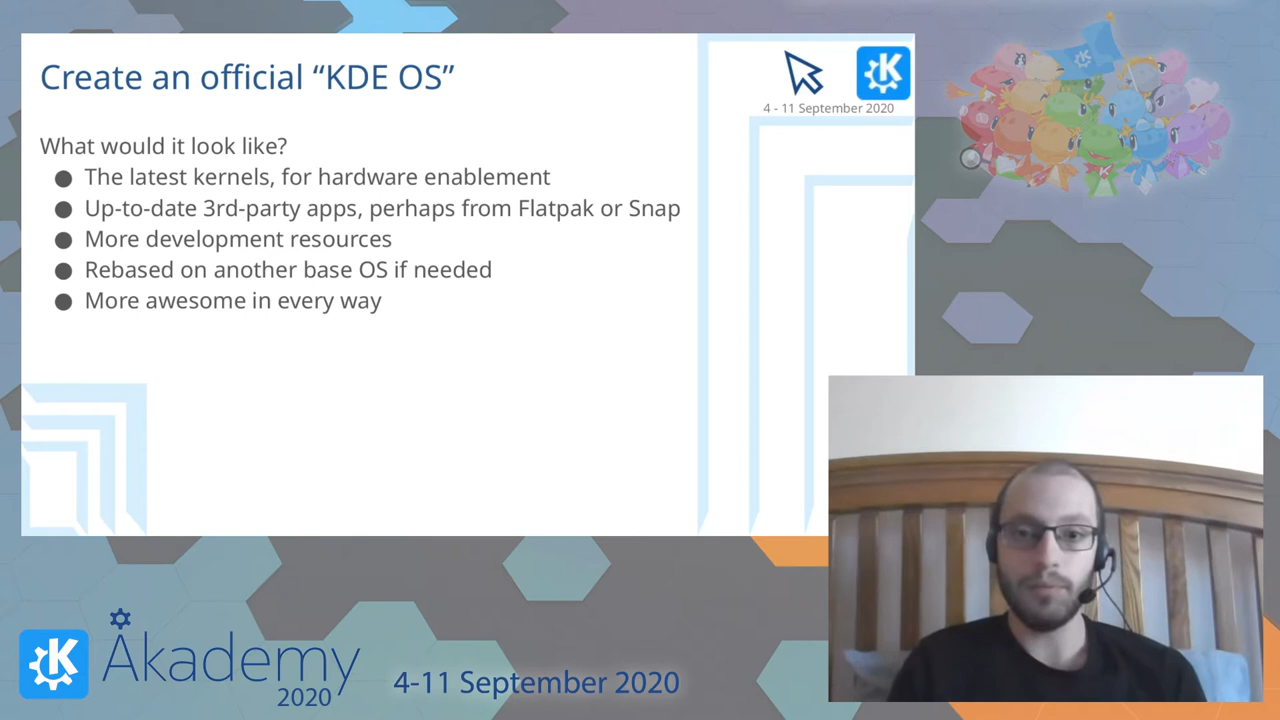 Create an official “KDE OS”
4 - 11 September 2020
What would it look like?
● The latest kernels, for hardware enablement
● Up-to-date 3rd-party apps, perhaps from Flatpak or Snap
● More development resources
● Rebased on another base OS if needed
● More awesome in every way
Akademy
2020
4-11 September 2020